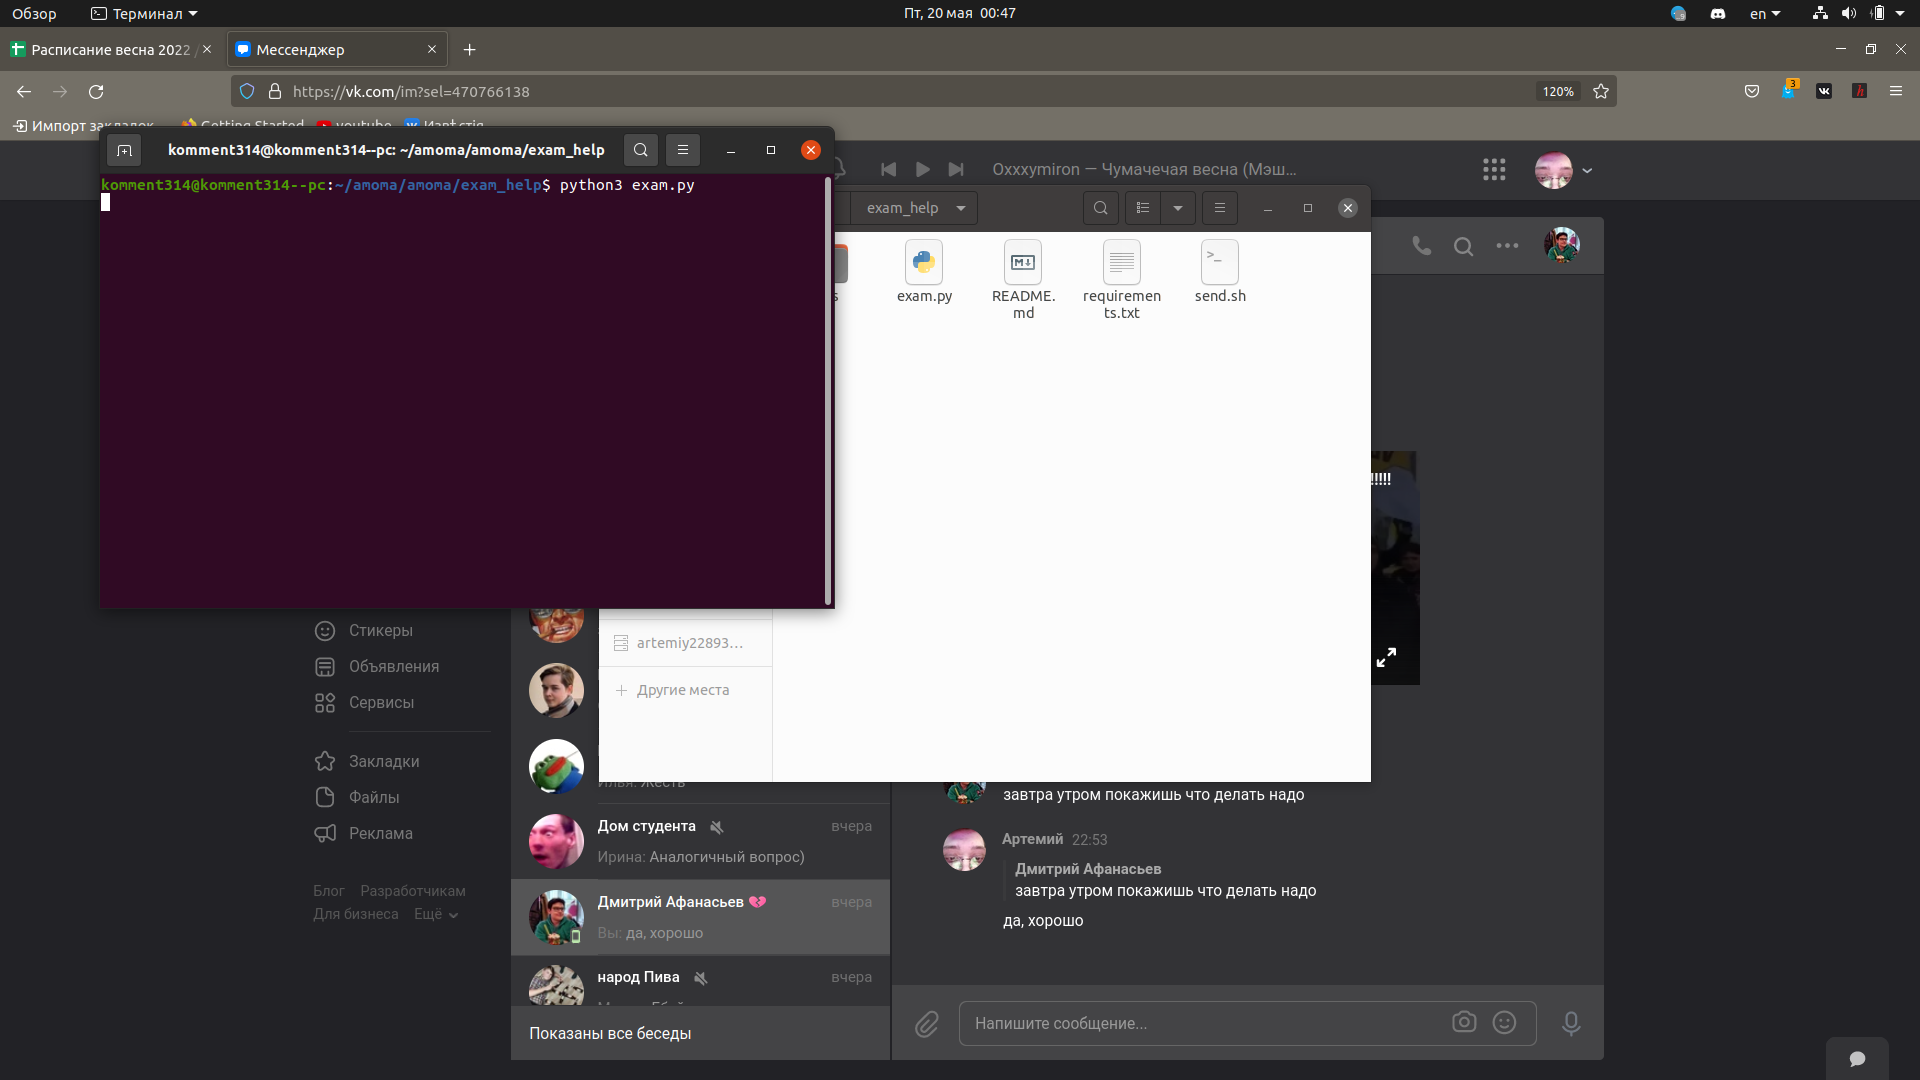 Обзор
Терминал
Пт, 20 мая 00:47
en
Расписание весна 2022
Мессенджер
https://vk.com/im?sel=470766138
120%
3
Импорт закладок
Getting Started
youtube
komment314@komment314--pc: ~/amoma/amoma/exam_help
Oxxxymiron — Чумачечая весна (Мэш...
komment314@komment314--pc:~/amoma/amoma/exam_help$ python3 exam.py
exam_help
s
exam.py
README.
md
requiremen
ts.txt
send.sh
!!!!!
Стикеры
Объявления
Сервисы
Закладки
Файлы
Реклама
Блог Разработчикам
Для бизнеса Ещё
artemiy22893...
Другие места
Илья: Жесть
Дом студента
вчера
Ирина: Аналогичный вопрос)
Дмитрий Афанасьев
вчера
Вы: да, хорошо
народ Пива
вчера
Показаны все беседы
завтра утром покажишь что делать надо
Артемий 22:53
Дмитрий Афанасьев
завтра утром покажишь что делать надо
да, хорошо
Напишите сообщение...